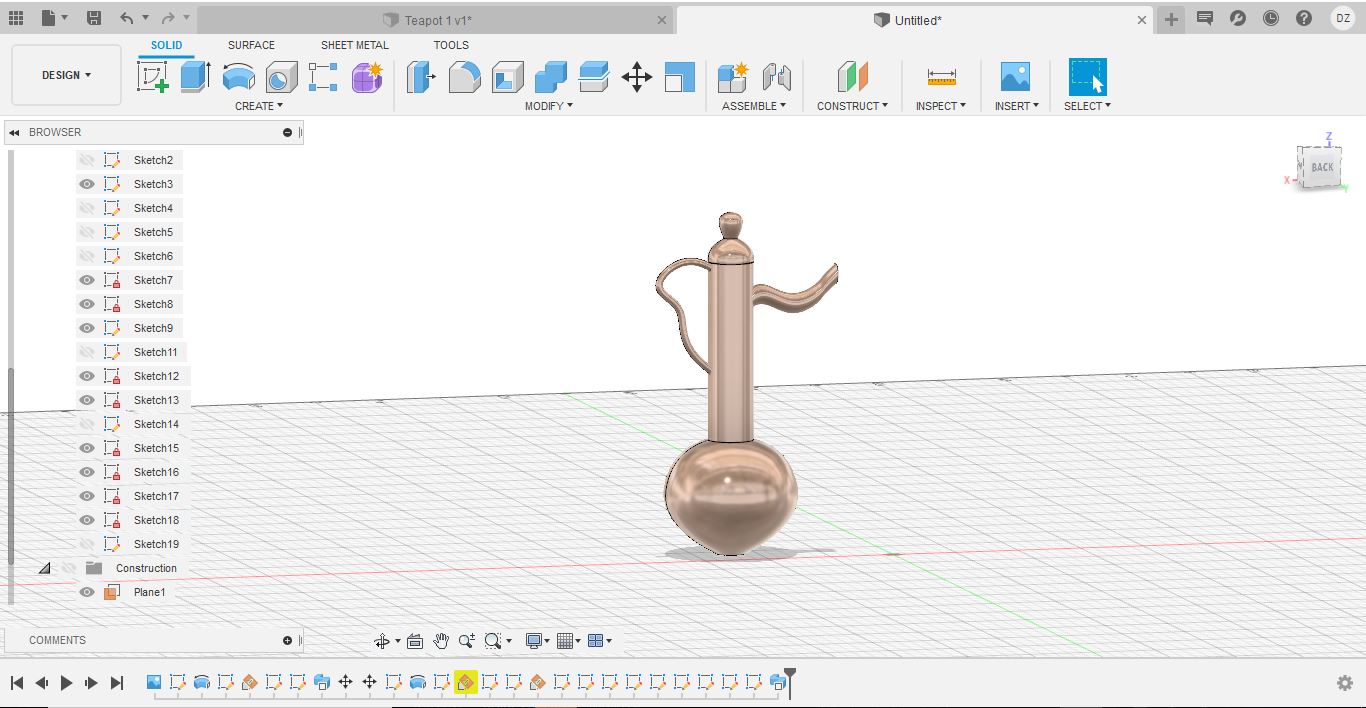 Teapot 1 v1*
Untitled*
DZ
SOLID
SURFACE
SHEET METAL
TOOLS
DESIGN
CREATE
MODIFY
ASSEMBLE
CONSTRUCT
INSPECT
INSERT
SELECT
BROWSER
Sketch2
Sketch3
Sketch4
Sketch5
Sketch6
Sketch7
Sketch8
Sketch9
Sketch11
Sketch12
Sketch13
Sketch14
Sketch15
Sketch16
Sketch17
Sketch18
Sketch19
Construction
Plane1
Z
BACK
X
Y
COMMENTS